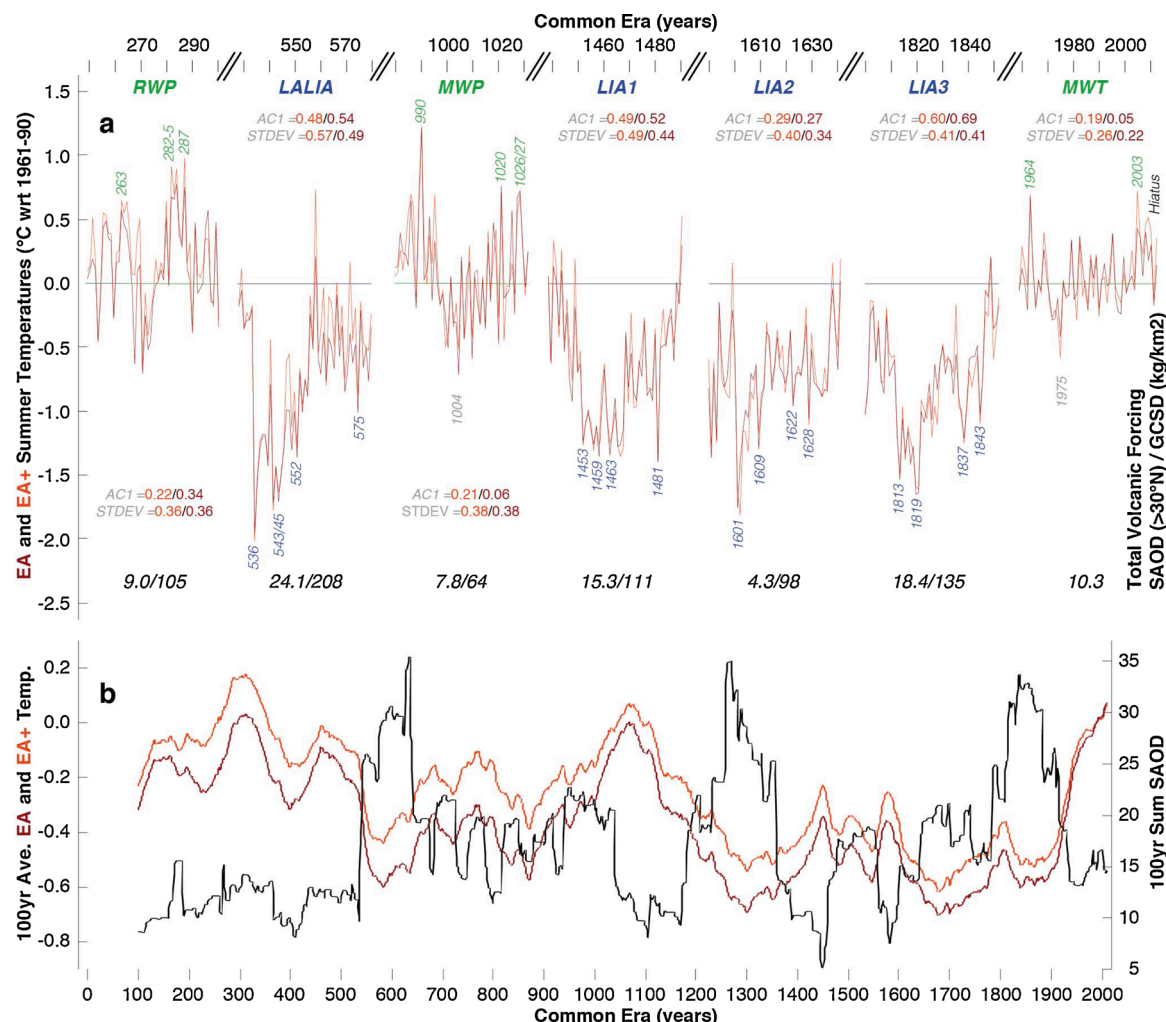 Common Era (years)
270 290 550 570 1000 1020 1460 1480 1610 1630 1820 1840 1980 2000
RWP LALIA MWP LIA1 LIA2 LIA3 MWT
a
AC1 =0.48/0.54
STDEV =0.57/0.49
AC1 =0.49/0.52
STDEV =0.49/0.44
AC1 =0.29/0.27
STDEV =0.40/0.34
AC1 =0.60/0.69
STDEV =0.41/0.41
AC1 =0.19/0.05
STDEV =0.26/0.22
1.5
1.0
0.5
0.0
-0.5
-1.0
-1.5
-2.0
-2.5
EA and EA+ Summer Temperatures (°C wrt 1961-90)
263
282-5
287
536
543/45
552
575
990
1004
1020
1026/27
1453
1459
1463
1481
1601
1609
1622
1628
1813
1819
1837
1843
1964
1975
2003
Hiatus
AC1 =0.22/0.34
STDEV =0.36/0.36
AC1 =0.21/0.06
STDEV =0.38/0.38
9.0/105 24.1/208 7.8/64 15.3/111 4.3/98 18.4/135 10.3
Total Volcanic Forcing
SAOD (>30°N) / GCSD (kg/km2)
b
0.2
0.0
-0.2
-0.4
-0.6
-0.8
100yr Ave. EA and EA+ Temp.
35
30
25
20
15
10
5
100yr Sum SAOD
0 100 200 300 400 500 600 700 800 900 1000 1100 1200 1300 1400 1500 1600 1700 1800 1900 2000
Common Era (years)